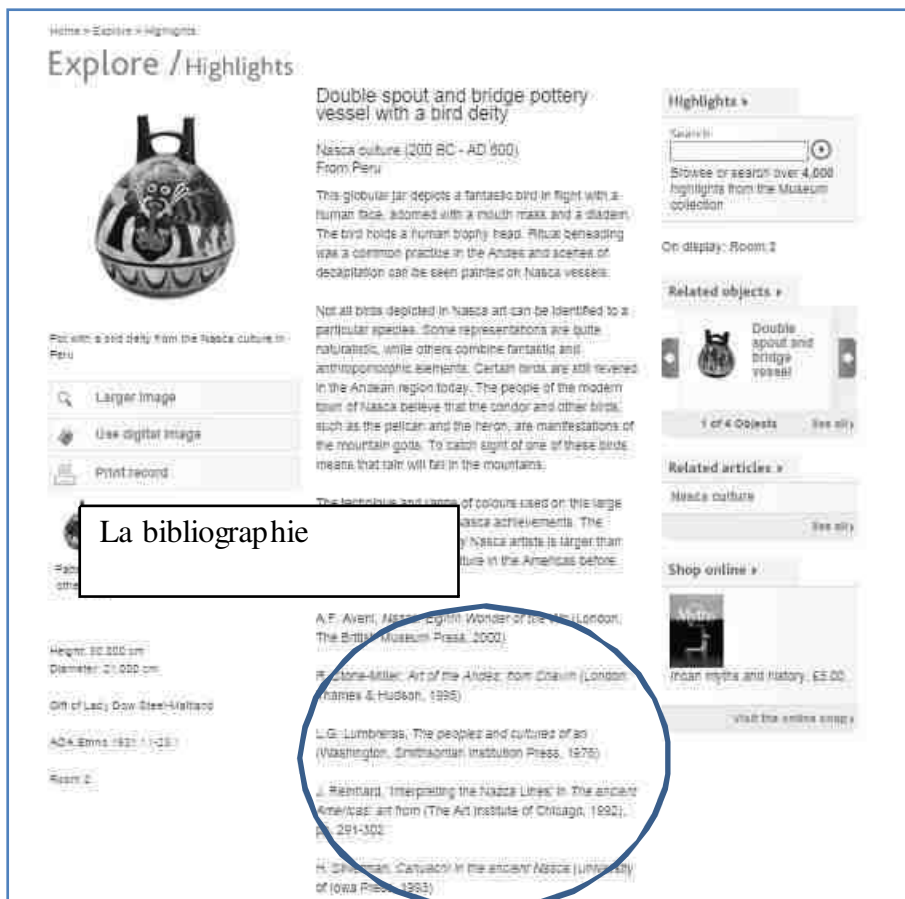 Home > Explore > Highlights
Explore / Highlights
Double spout and bridge pottery
vessel with a bird deity
Nasca culture (200 BC - AD 600)
From Peru
This globular jar depicts a fantastic bird in flight with a
human face, adorned with a mouth mask and a diadem.
The bird holds a human trophy head. Ritual beheading
was a common practice in the Andes and scenes of
decapitation can be seen painted on Nasca vessels.
Not all birds depicted in Nasca art can be identified to a
particular species. Some representations are quite
naturalistic, while others combine fantastic and
anthropomorphic elements. Certain birds are still revered
in the Andean region today. The people of the modern
town of Nasca believe that the condor and other birds,
such as the pelican and the heron, are manifestations of
the mountain gods. To catch sight of one of these birds
means that rain will fall in the mountains.
The technique and range of colours used on this large
Nasca achievements. The
by Nasca artists is larger than
culture in the Americas before
A.F. Aveni, Nasca: Eighth Wonder of the (London,
The British Museum Press, 2000)
R. Stone-Miller, Art of the Andes: from Chavin (London
Thames & Hudson, 1995)
L.G. Lumbreras, The peoples and cultures of an
(Washington, Smithsonian Institution Press, 1976)
J. Reinhard, 'Interpreting the Nazca Lines' in The ancient
Americas: art from (The Art Institute of Chicago, 1992),
pp. 291-302
H. Silverman, Cahuachi in the ancient Nasca (University
of Iowa Press, 1993)
Pot with a bird deity from the Nasca culture in
Peru
Larger image
Use digital image
Print record
La bibliographie
Height: 30.000 cm
Diameter: 21.000 cm
Gift of Lady Dow Steel-Maitland
Room 2
Highlights
Search
Browse or search over 4,000
highlights from the Museum
collection
On display: Room 2
Related objects
Double
spout and
bridge
vessel
1 of 4 Objects See all
Related articles
Nasca culture
See all
Shop online
Incan myths and history, £5.00
Visit the online shop